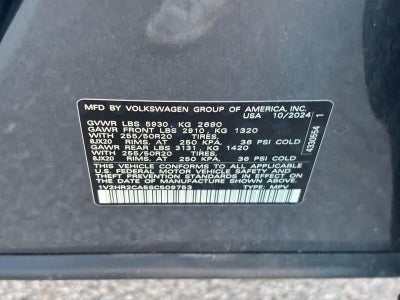 MFD BY VOLKSWAGEN GROUP OF AMERICA, INC.
USA 10/2024
GVWR LBS 5930 , KG 2690
GAWR FRONT LBS 2910 , KG 1320
WITH 255/50R20 TIRES,
8JX20 RIMS, AT 250 KPA, 36 PSI COLD
GAWR REAR LBS 3131, KG 1420
WITH 255/50R20 TIRES,
8JX20 RIMS, AT 250 KPA, 36 PSI COLD
THIS VEHICLE CONFORMS TO ALL APPLICABLE
U.S. FEDERAL MOTOR VEHICLE SAFETY AND
THEFT PREVENTION STANDARDS IN EFFECT ON
THE DATE OF MANUFACTURE SHOWN ABOVE.
1V2HR2CA5SC509753 TYPE: MPV
4330554 1